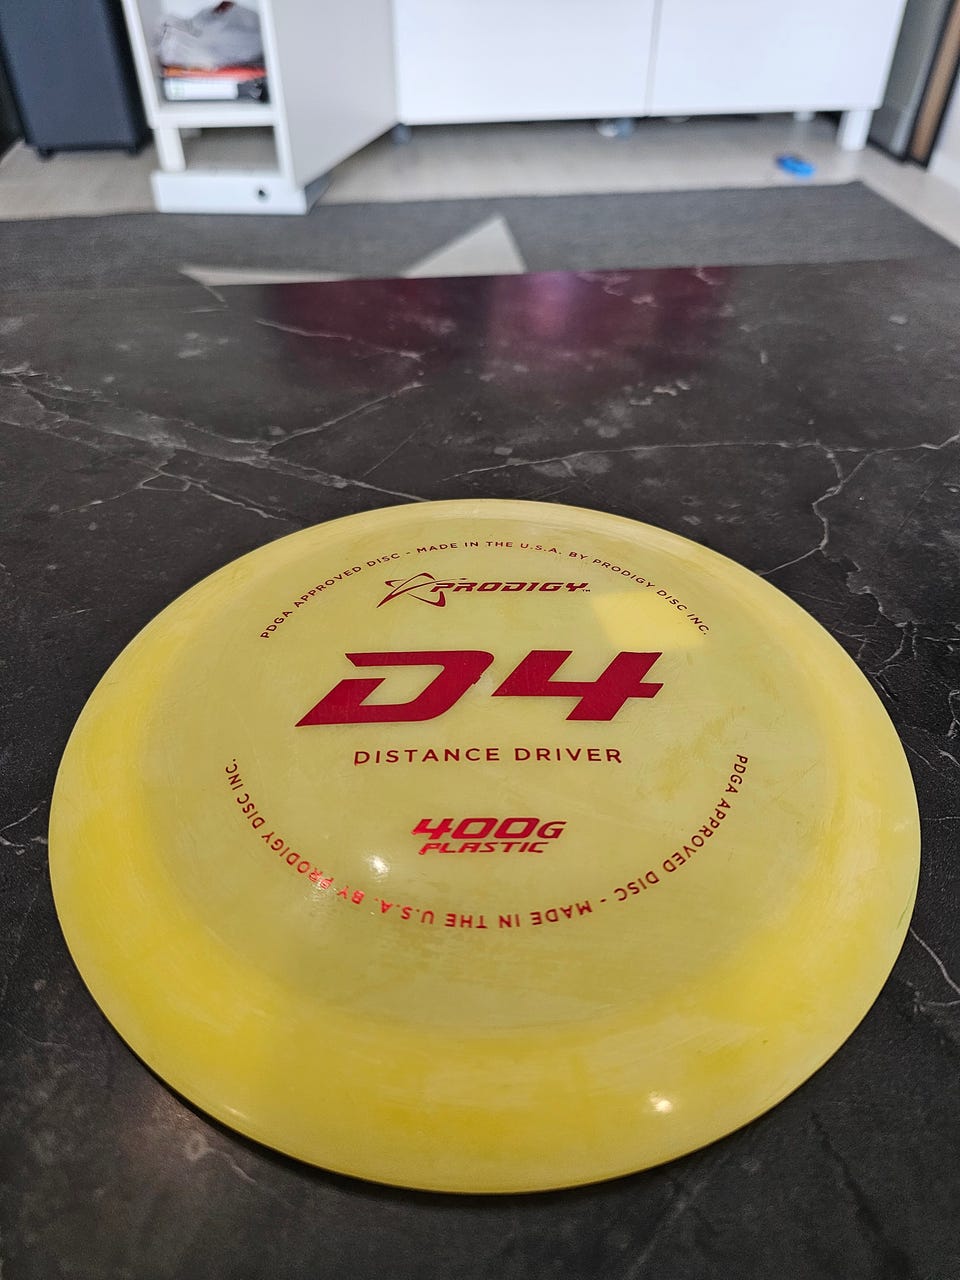 PDGA APPROVED DISC - MADE IN THE U.S.A. BY PRODIGY DISC INC.
PRODIGY™
D4
DISTANCE DRIVER
400G
PLASTIC
PDGA APPROVED DISC - MADE IN THE U.S.A. BY PRODIGY DISC INC.